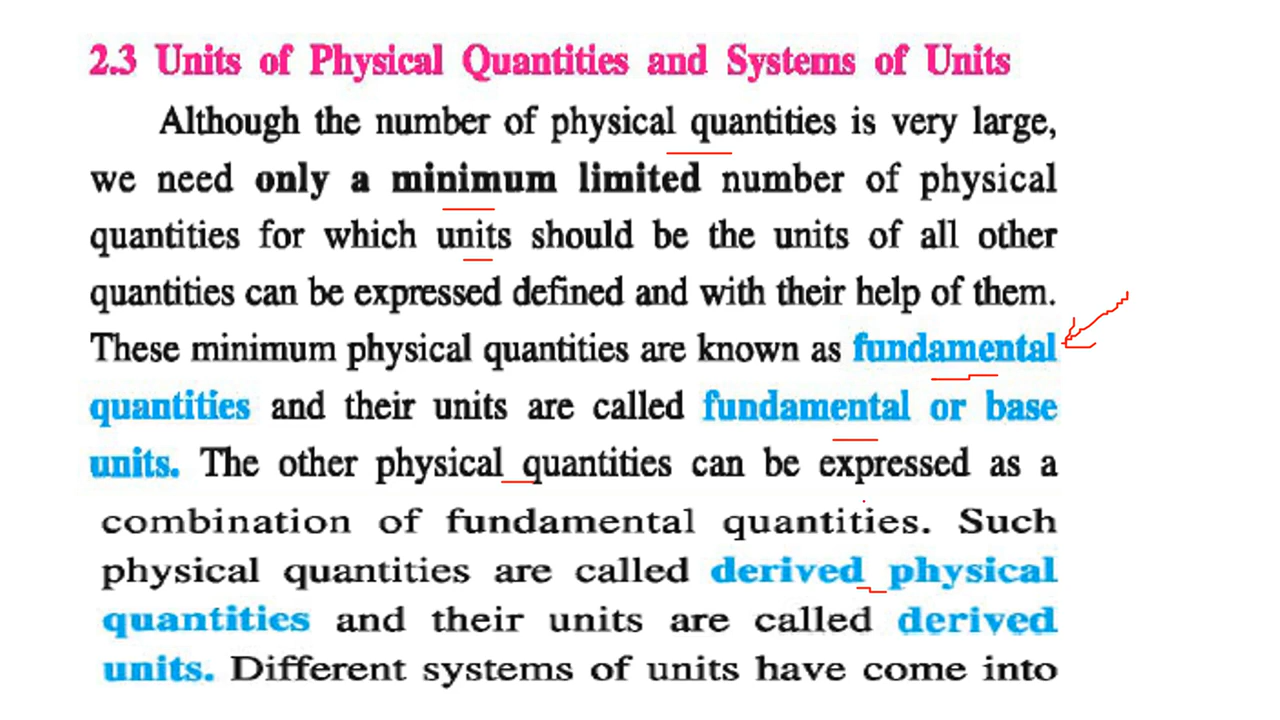 2.3 Units of Physical Quantities and Systems of Units
Although the number of physical quantities is very large,
we need only a minimum limited number of physical
quantities for which units should be the units of all other
quantities can be expressed defined and with their help of them.
These minimum physical quantities are known as fundamental
quantities and their units are called fundamental or base
units. The other physical quantities can be expressed as a
combination of fundamental quantities. Such
physical quantities are called derived physical
quantities and their units are called derived
units. Different systems of units have come into